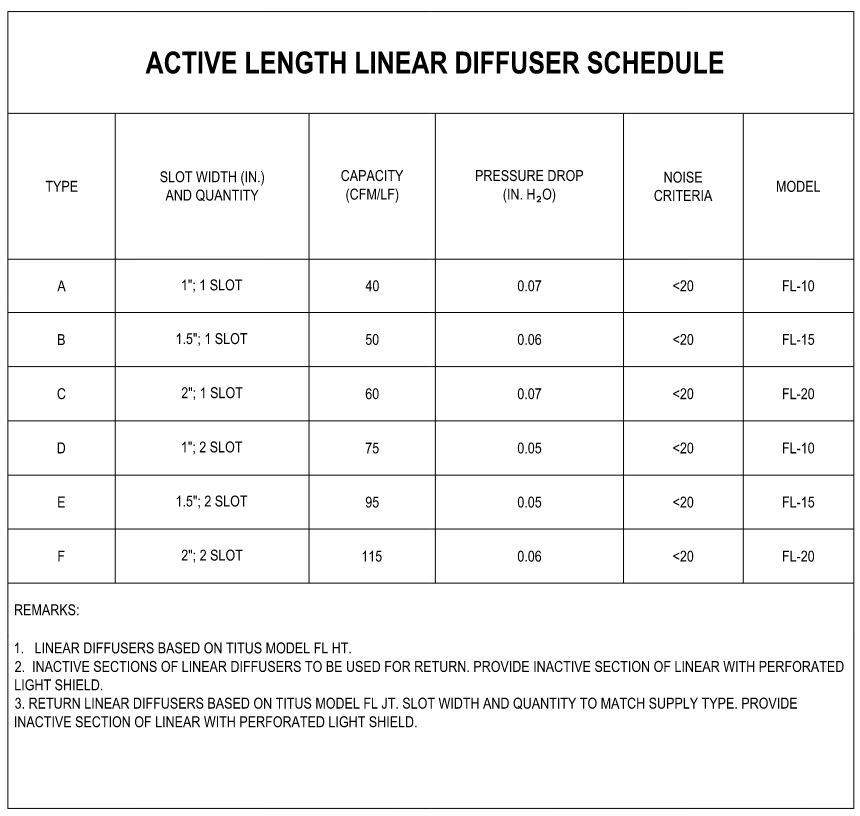 ACTIVE LENGTH LINEAR DIFFUSER SCHEDULE
TYPE
SLOT WIDTH (IN.)
AND QUANTITY
CAPACITY
(CFM/LF)
PRESSURE DROP
(IN. H₂O)
NOISE
CRITERIA
MODEL
A 1"; 1 SLOT 40 0.07 <20 FL-10
B 1.5"; 1 SLOT 50 0.06 <20 FL-15
C 2"; 1 SLOT 60 0.07 <20 FL-20
D 1"; 2 SLOT 75 0.05 <20 FL-10
E 1.5"; 2 SLOT 95 0.05 <20 FL-15
F 2"; 2 SLOT 115 0.06 <20 FL-20
REMARKS:
1. LINEAR DIFFUSERS BASED ON TITUS MODEL FL HT.
2. INACTIVE SECTIONS OF LINEAR DIFFUSERS TO BE USED FOR RETURN. PROVIDE INACTIVE SECTION OF LINEAR WITH PERFORATED
LIGHT SHIELD.
3. RETURN LINEAR DIFFUSERS BASED ON TITUS MODEL FL JT. SLOT WIDTH AND QUANTITY TO MATCH SUPPLY TYPE. PROVIDE
INACTIVE SECTION OF LINEAR WITH PERFORATED LIGHT SHIELD.